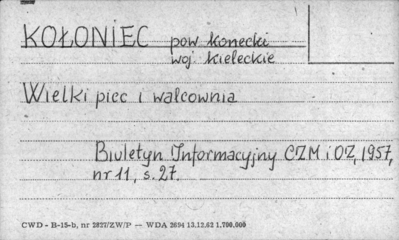 KOŁONIEC pow. konecki
woj. kieleckie
Wielki piec i walcownia
Biuletyn Informacyjny CZM i OZ, 1957,
nr 11, s. 27.
CWD - B-15-b, nr 2827/ZW/P — WDA 2694 13.12.62 1.700.000